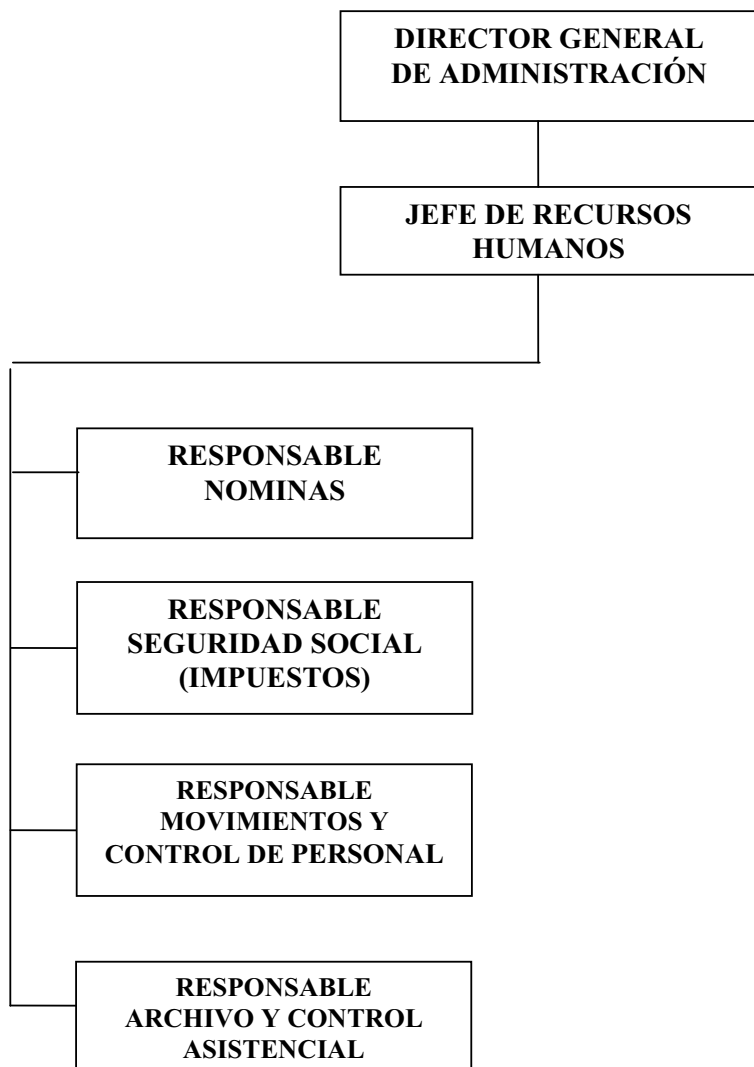 DIRECTOR GENERAL
DE ADMINISTRACIÓN
JEFE DE RECURSOS
HUMANOS
RESPONSABLE
NOMINAS
RESPONSABLE
SEGURIDAD SOCIAL
(IMPUESTOS)
RESPONSABLE
MOVIMIENTOS Y
CONTROL DE PERSONAL
RESPONSABLE
ARCHIVO Y CONTROL
ASISTENCIAL